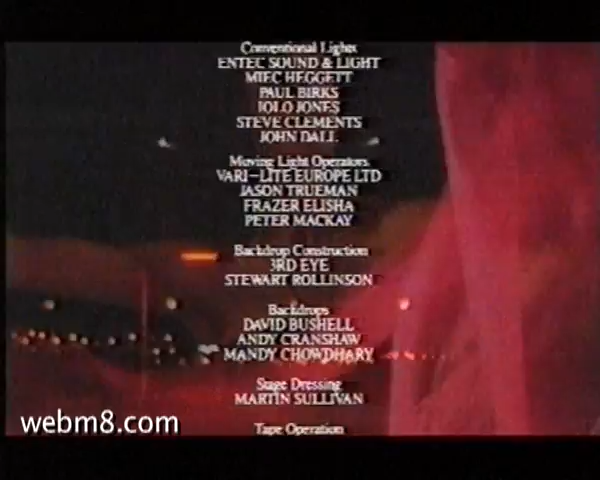 Conventional Lights
ENTEC SOUND & LIGHT
MIEC HEGGETT
PAUL BIRKS
IOLO JONES
STEVE CLEMENTS
JOHN DALL
Moving Light Operators
VARI-LITE EUROPE LTD
JASON TRUEMAN
FRAZER ELISHA
PETER MACKAY
Backdrop Construction
3RD EYE
STEWART ROLLINSON
Backdrops
DAVID BUSHELL
ANDY CRANSHAW
MANDY CHOWDHARY
Stage Dressing
MARTIN SULLIVAN
Tape Operation
webm8.com